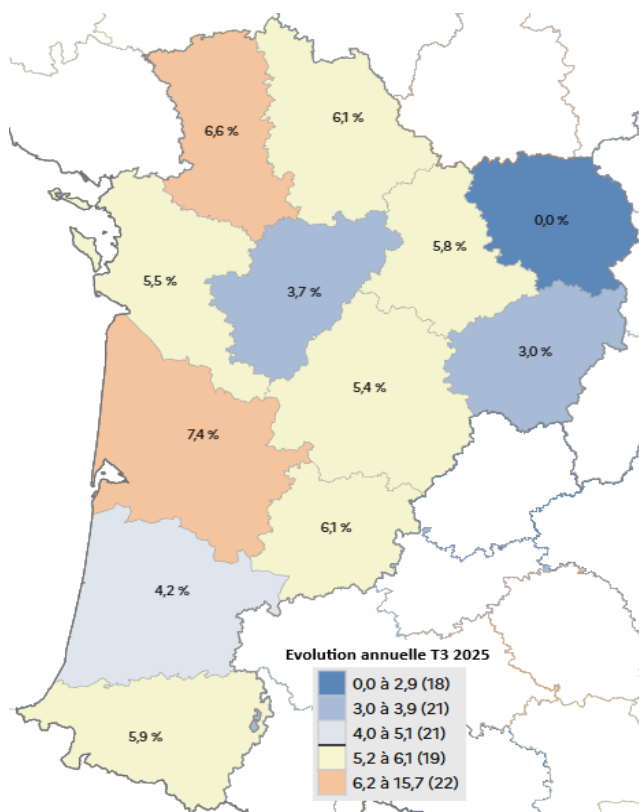 6,1 %
6,6 %
0,0 %
5,8 %
5,5 %
3,7 %
3,0 %
5,4 %
7,4 %
6,1 %
4,2 %
5,9 %
Evolution annuelle T3 2025
0,0 à 2,9 (18)
3,0 à 3,9 (21)
4,0 à 5,1 (21)
5,2 à 6,1 (19)
6,2 à 15,7 (22)